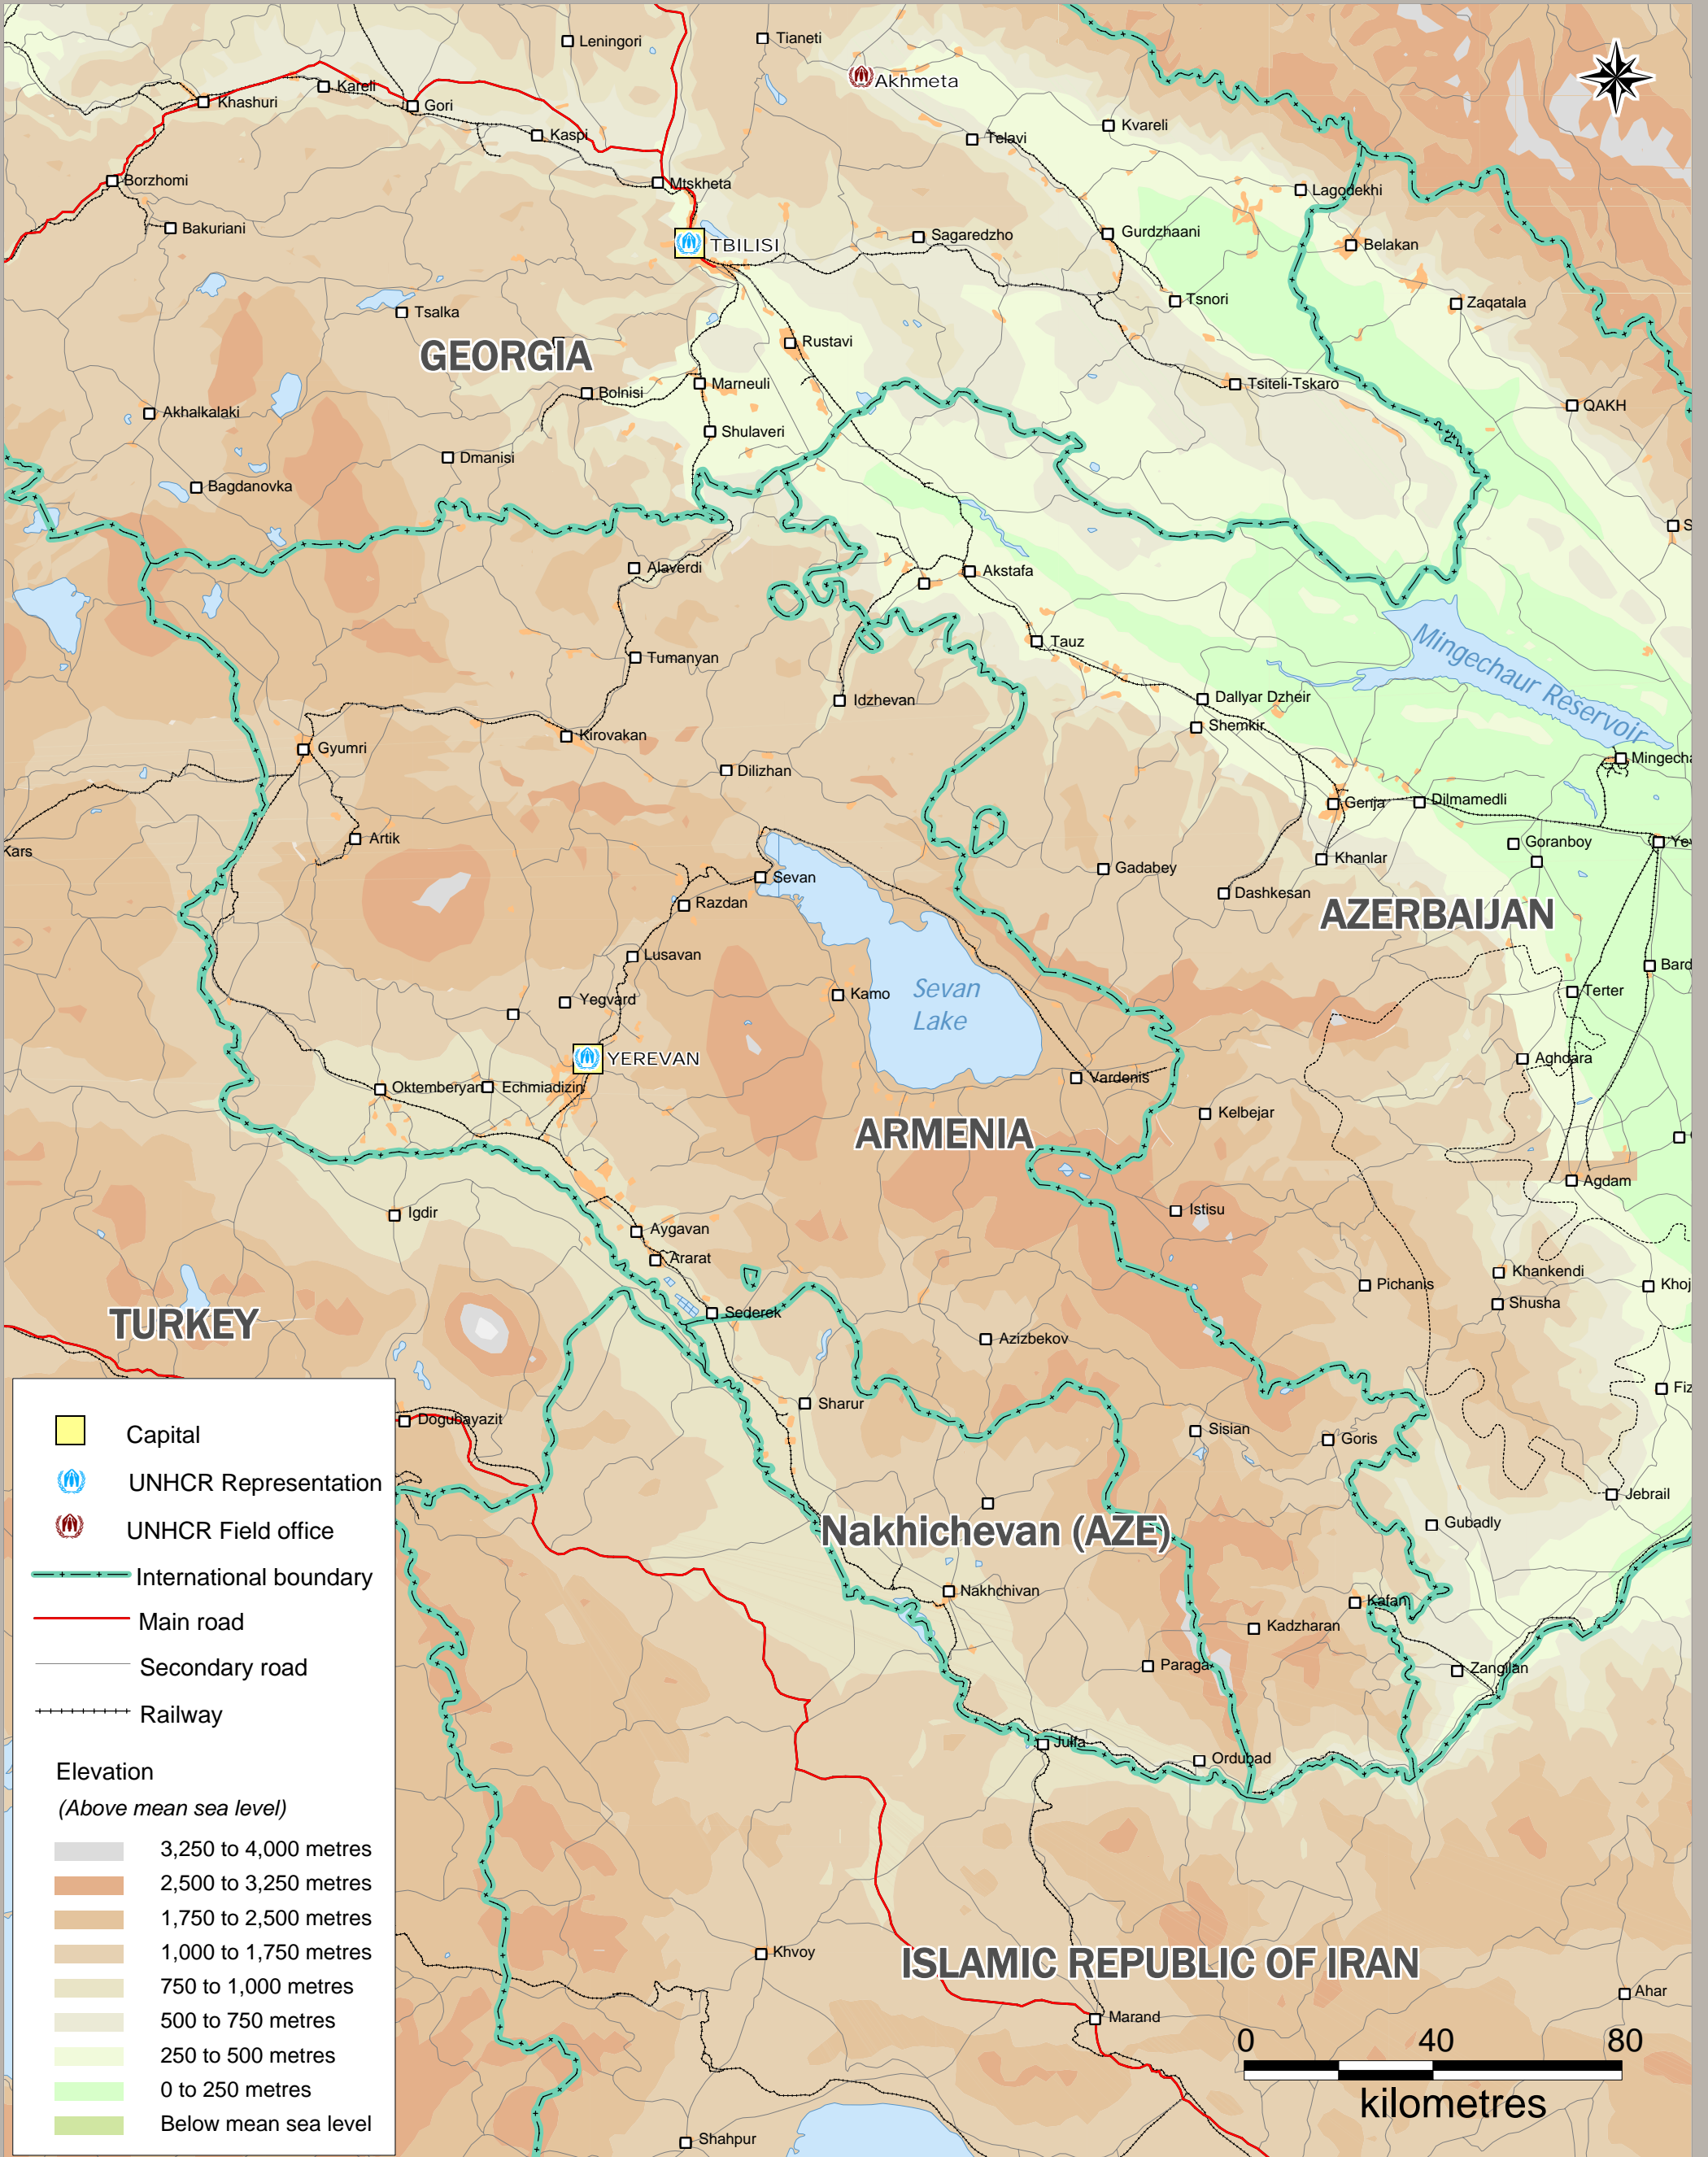 Leningori
Tianeti
Akhmeta
Kareli
Khashuri
Gori
Kvareli
Kaspi
Telavi
Borzhomi
Mtskheta
Lagodekhi
Bakuriani
Sagaredzho
Gurdzhaani
TBILISI
Belakan
Tsnori
Zaqatala
Tsalka
Rustavi
GEORGIA
Marneuli
Tsiteli-Tskaro
Bolnisi
Akhalkalaki
QAKH
Shulaveri
Dmanisi
Bagdanovka
S
Alaverdi
Akstafa
Tauz
Mingechaur Reservoir
Tumanyan
Idzhevan
Dallyar Dzheir
Shemkir
Kirovakan
Gyumri
Mingecha
Dilizhan
Genja
Dilmamedli
Artik
Goranboy
Yev
Kars
Khanlar
Gadabey
Sevan
Dashkesan
Razdan
AZERBAIJAN
Lusavan
Bard
Sevan
Lake
Kamo
Terter
Yegvard
YEREVAN
Aghdara
Vardenis
Oktemberyan
Echmiadizin
Kelbejar
ARMENIA
Agdam
Igdir
Istisu
Aygavan
Ararat
Khankendi
Pichanis
Khoj
Shusha
Sederek
TURKEY
Azizbekov
Fiz
Sharur
Dogubayazit
Sisian
Goris
Jebrail
Gubadly
Nakhichevan (AZE)
Nakhchivan
Kafan
Kadzharan
Paraga
Zangilan
Julfa
Ordubad
Khvoy
ISLAMIC REPUBLIC OF IRAN
Ahar
Marand
Shahpur
Capital
UNHCR Representation
UNHCR Field office
International boundary
Main road
Secondary road
Railway
Elevation
(Above mean sea level)
3,250 to 4,000 metres
2,500 to 3,250 metres
1,750 to 2,500 metres
1,000 to 1,750 metres
750 to 1,000 metres
500 to 750 metres
250 to 500 metres
0 to 250 metres
Below mean sea level
0 40 80
kilometres